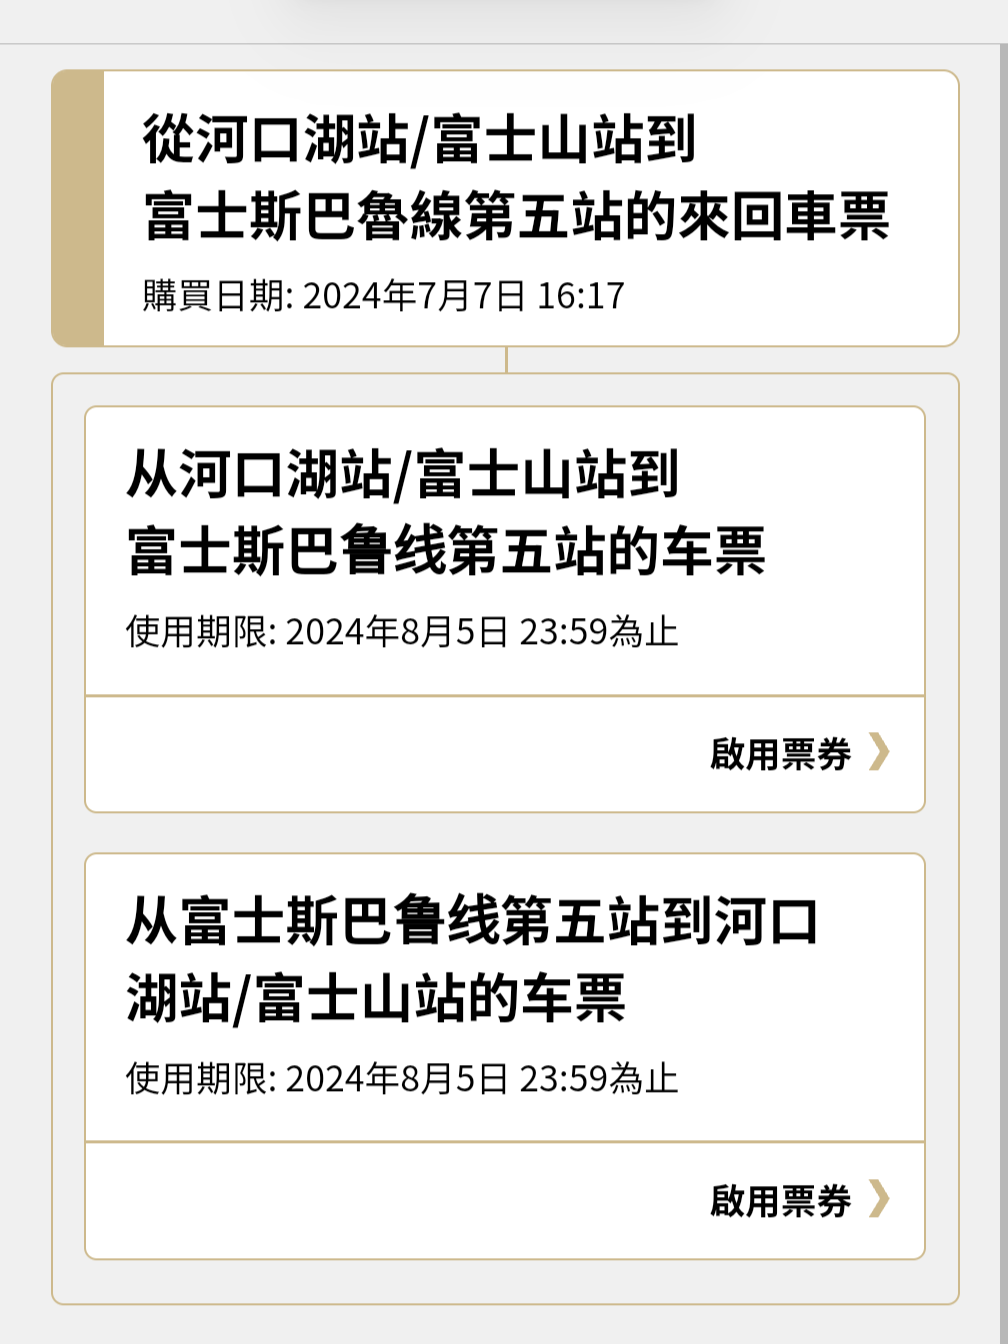 從河口湖站/富士山站到
富士斯巴魯線第五站的來回車票
購買日期: 2024年7月7日 16:17
从河口湖站/富士山站到
富士斯巴鲁线第五站的车票
使用期限: 2024年8月5日 23:59為止
啟用票券 ❯
从富士斯巴鲁线第五站到河口
湖站/富士山站的车票
使用期限: 2024年8月5日 23:59為止
啟用票券 ❯